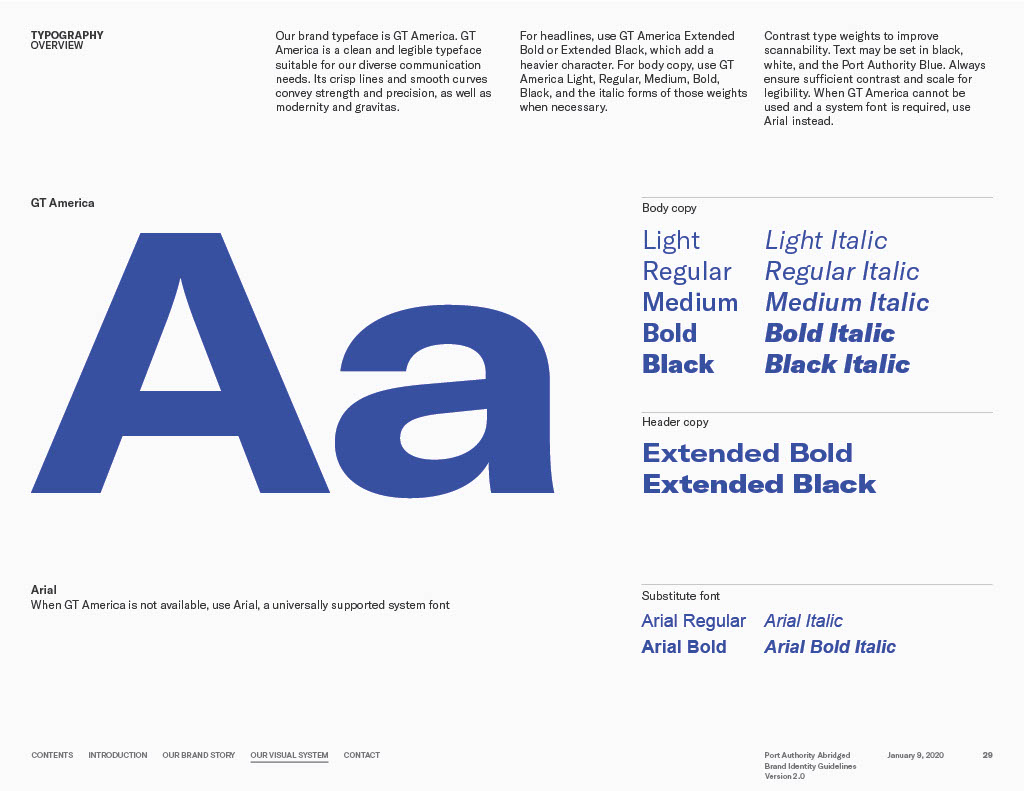 TYPOGRAPHY
OVERVIEW
Our brand typeface is GT America. GT
America is a clean and legible typeface
suitable for our diverse communication
needs. Its crisp lines and smooth curves
convey strength and precision, as well as
modernity and gravitas.
For headlines, use GT America Extended
Bold or Extended Black, which add a
heavier character. For body copy, use GT
America Light, Regular, Medium, Bold,
Black, and the italic forms of those weights
when necessary.
Contrast type weights to improve
scannability. Text may be set in black,
white, and the Port Authority Blue. Always
ensure sufficient contrast and scale for
legibility. When GT America cannot be
used and a system font is required, use
Arial instead.
GT America
Aa
Body copy
Light Light Italic
Regular Regular Italic
Medium Medium Italic
Bold Bold Italic
Black Black Italic
Header copy
Extended Bold
Extended Black
Arial
When GT America is not available, use Arial, a universally supported system font
Substitute font
Arial Regular Arial Italic
Arial Bold Arial Bold Italic
CONTENTS INTRODUCTION OUR BRAND STORY OUR VISUAL SYSTEM CONTACT
Port Authority Abridged
Brand Identity Guidelines
Version 2.0
January 9, 2020
29